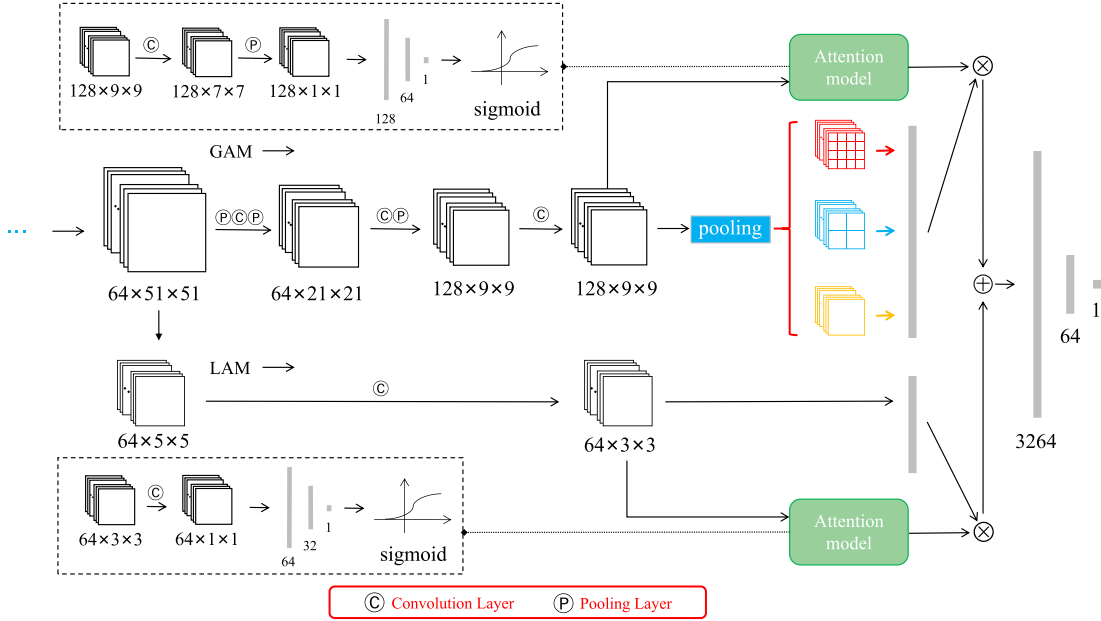 C
P
128×9×9
128×7×7
128×1×1
128
64
1
sigmoid
Attention
model
GAM
...
PCP
CP
C
64×51×51
64×21×21
128×9×9
128×9×9
pooling
LAM
C
64×5×5
64×3×3
3264
64
1
C
64×3×3
64×1×1
64
32
1
sigmoid
Attention
model
C Convolution Layer
P Pooling Layer